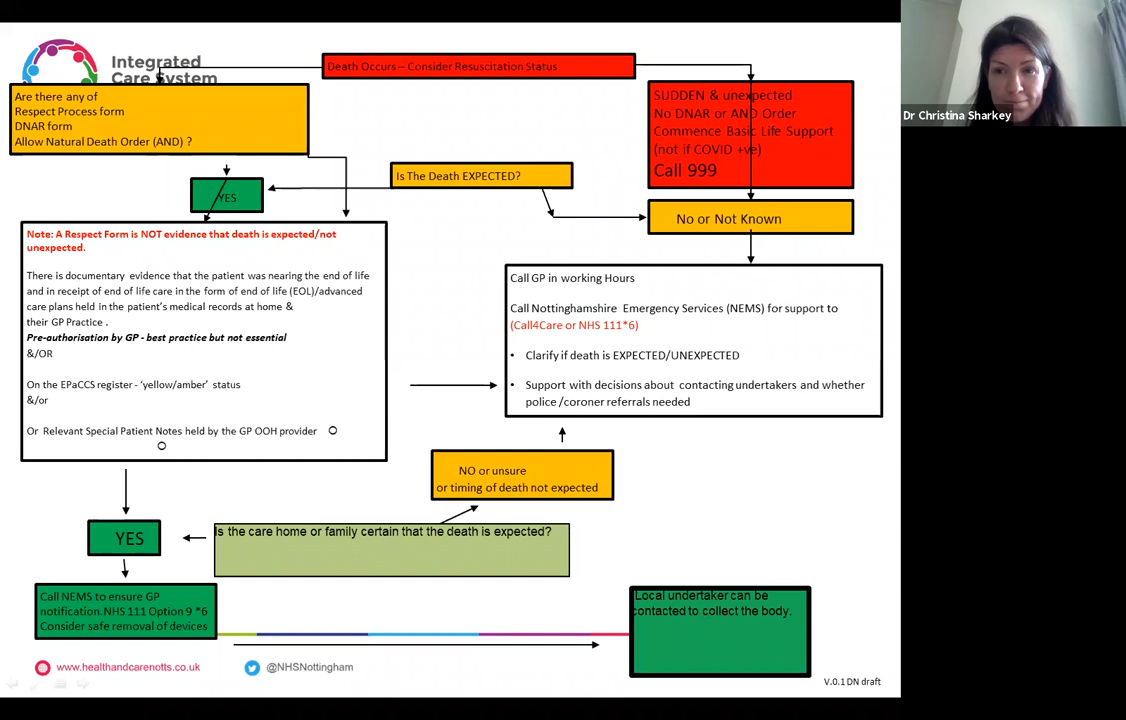 Integrated
Care System
Death Occurs – Consider Resuscitation Status
Are there any of
Respect Process form
DNAR form
Allow Natural Death Order (AND) ?
SUDDEN & unexpected
No DNAR or AND Order
Commence Basic Life Support
(not if COVID +ve)
Call 999
Dr Christina Sharkey
Is The Death EXPECTED?
YES
No or Not Known
Note: A Respect Form is NOT evidence that death is expected/not
unexpected.
There is documentary evidence that the patient was nearing the end of life
and in receipt of end of life care in the form of end of life (EOL)/advanced
care plans held in the patient's medical records at home &
their GP Practice .
Pre-authorisation by GP - best practice but not essential
&/OR
On the EPaCCS register - 'yellow/amber' status
&/or
Or Relevant Special Patient Notes held by the GP OOH provider
Call GP in working Hours
Call Nottinghamshire Emergency Services (NEMS) for support to
(Call4Care or NHS 111*6)
• Clarify if death is EXPECTED/UNEXPECTED
• Support with decisions about contacting undertakers and whether
police /coroner referrals needed
NO or unsure
or timing of death not expected
YES
Is the care home or family certain that the death is expected?
Call NEMS to ensure GP
notification.NHS 111 Option 9 *6
Consider safe removal of devices
Local undertaker can be
contacted to collect the body.
www.healthandcarenotts.co.uk
@NHSNottingham
V.0.1 DN draft